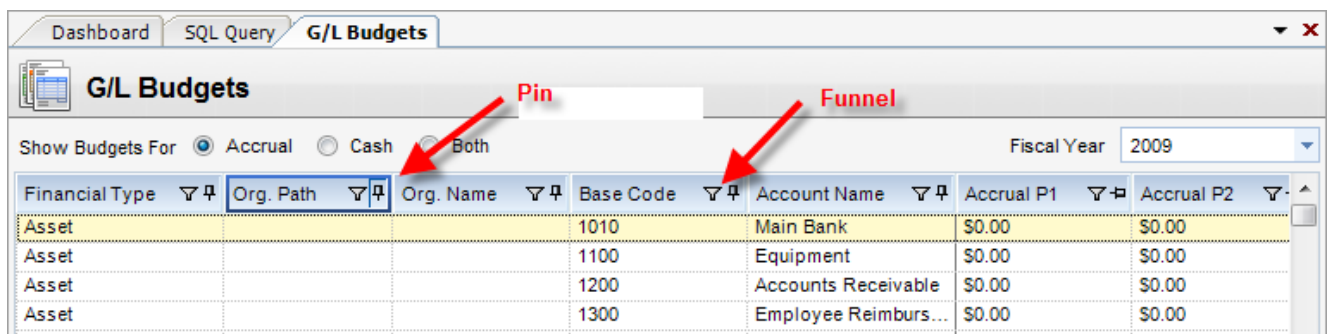 Dashboard SQL Query G/L Budgets
G/L Budgets
Pin
Funnel
Show Budgets For Accrual Cash Both Fiscal Year 2009
Financial Type Org. Path Org. Name Base Code Account Name Accrual P1 Accrual P2
Asset 1010 Main Bank $0.00 $0.00
Asset 1100 Equipment $0.00 $0.00
Asset 1200 Accounts Receivable $0.00 $0.00
Asset 1300 Employee Reimburs... $0.00 $0.00